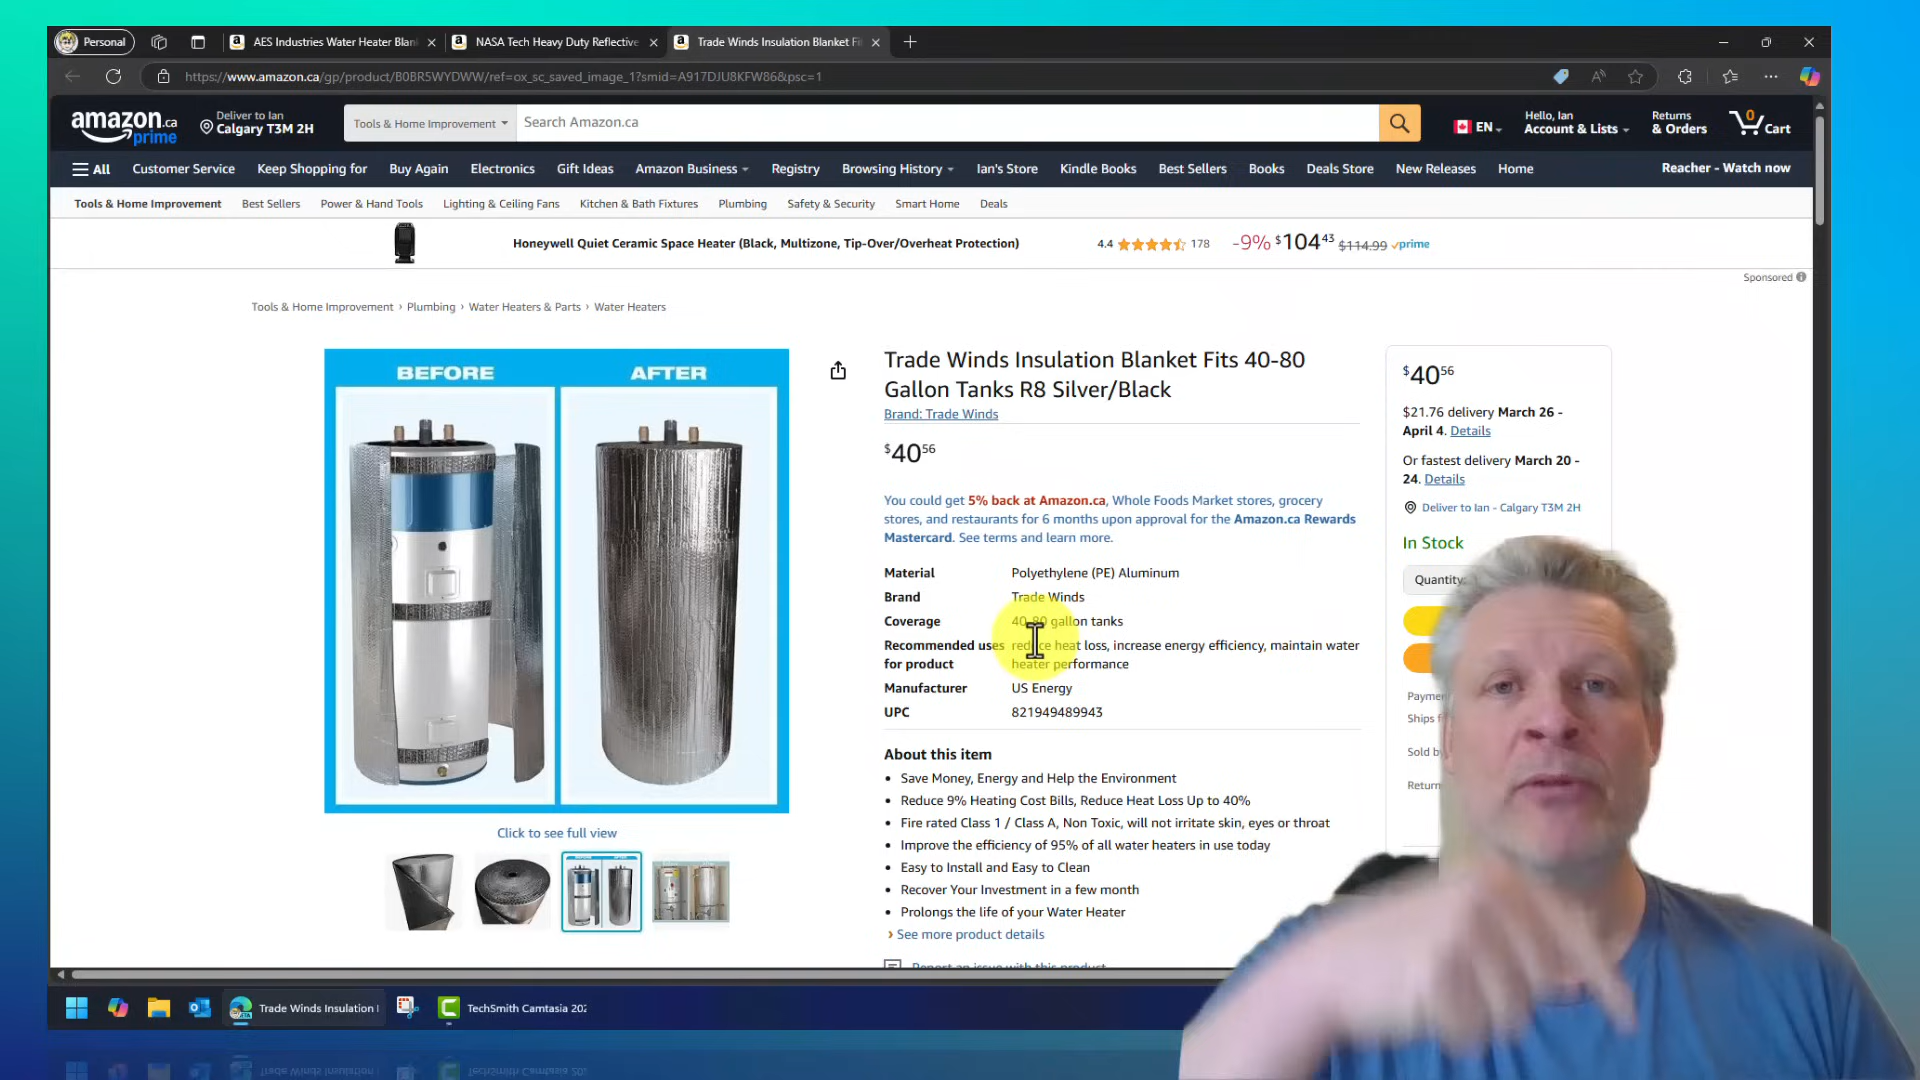 Personal
AES Industries Water Heater Blan
NASA Tech Heavy Duty Reflective
Trade Winds Insulation Blanket Fi
https://www.amazon.ca/gp/product/B0BR5WYDWW/ref=ox_sc_saved_image_1?smid=A917DJU8KFW86&psc=1
amazon.ca
prime
Deliver to Ian
Calgary T3M 2H
Tools & Home Improvement
Search Amazon.ca
EN
Hello, Ian
Account & Lists
Returns
& Orders
0
Cart
All
Customer Service
Keep Shopping for
Buy Again
Electronics
Gift Ideas
Amazon Business
Registry
Browsing History
Ian's Store
Kindle Books
Best Sellers
Books
Deals Store
New Releases
Home
Reacher - Watch now
Tools & Home Improvement
Best Sellers
Power & Hand Tools
Lighting & Ceiling Fans
Kitchen & Bath Fixtures
Plumbing
Safety & Security
Smart Home
Deals
Honeywell Quiet Ceramic Space Heater (Black, Multizone, Tip-Over/Overheat Protection)
4.4
178
-9% $104 43 $114.99 prime
Sponsored
Tools & Home Improvement › Plumbing › Water Heaters & Parts › Water Heaters
BEFORE
AFTER
Click to see full view
Trade Winds Insulation Blanket Fits 40-80
Gallon Tanks R8 Silver/Black
Brand: Trade Winds
$40 56
You could get 5% back at Amazon.ca, Whole Foods Market stores, grocery
stores, and restaurants for 6 months upon approval for the Amazon.ca Rewards
Mastercard. See terms and learn more.
Material Polyethylene (PE) Aluminum
Brand Trade Winds
Coverage 40-80 gallon tanks
Recommended uses reduce heat loss, increase energy efficiency, maintain water
for product heater performance
Manufacturer US Energy
UPC 821949489943
About this item
• Save Money, Energy and Help the Environment
• Reduce 9% Heating Cost Bills, Reduce Heat Loss Up to 40%
• Fire rated Class 1 / Class A, Non Toxic, will not irritate skin, eyes or throat
• Improve the efficiency of 95% of all water heaters in use today
• Easy to Install and Easy to Clean
• Recover Your Investment in a few month
• Prolongs the life of your Water Heater
› See more product details
Report an issue with this product
$40 56
$21.76 delivery March 26 -
April 4. Details
Or fastest delivery March 20 -
24. Details
Deliver to Ian - Calgary T3M 2H
In Stock
Quantity:
Payme
Ships f
Sold by
Return
Trade Winds Insulation I
TechSmith Camtasia 202